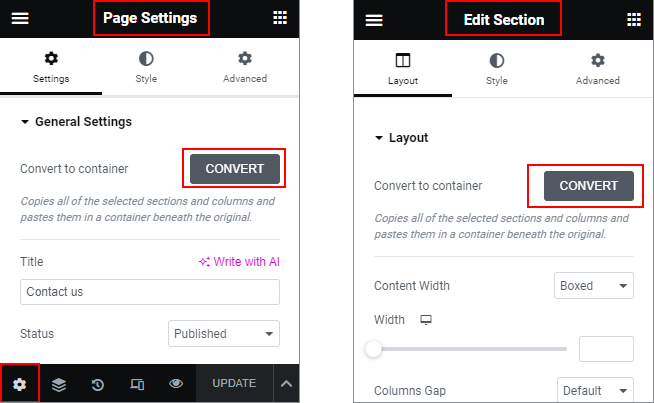 Page Settings
Settings
Style
Advanced
General Settings
Convert to container
CONVERT
Copies all of the selected sections and columns and
pastes them in a container beneath the original.
Title
Write with AI
Contact us
Status
Published
UPDATE
Edit Section
Layout
Style
Advanced
Layout
Convert to container
CONVERT
Copies all of the selected sections and columns and
pastes them in a container beneath the original.
Content Width
Boxed
Width
Columns Gap
Default